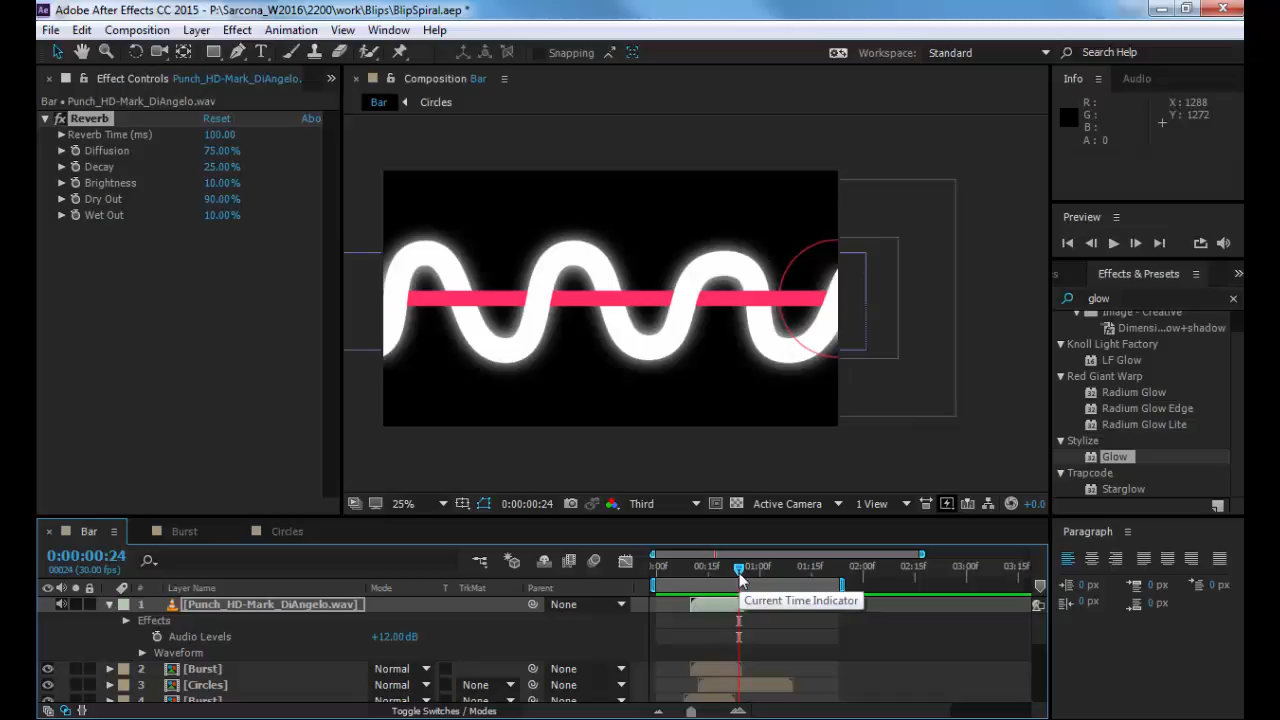 Adobe After Effects CC 2015 - P:\Sarcona_W2016\2200\work\Blips\BlipSpiral.aep *
File Edit Composition Layer Effect Animation View Window Help
Snapping
Workspace: Standard
Search Help
Effect Controls Punch_HD-Mark_DiAngelo.
Composition Bar
Info
Audio
Bar • Punch_HD-Mark_DiAngelo.wav
Bar
Circles
R :
G :
B :
A : 0
X : 1288
Y : 1272
fx Reverb Reset Abo
Reverb Time (ms) 100.00
Diffusion 75.00%
Decay 25.00%
Brightness 10.00%
Dry Out 90.00%
Wet Out 10.00%
Preview
Effects & Presets
glow
Image - Creative
Dimensi...ow+shadow
Knoll Light Factory
LF Glow
Red Giant Warp
Radium Glow
Radium Glow Edge
Radium Glow Lite
Stylize
Glow
Trapcode
Starglow
25%
0:00:00:24
Third
Active Camera
1 View
+0.0
Bar
Burst
Circles
Paragraph
0:00:00:24
00024 (30.00 fps)
0:00f 00:15f 01:00f 01:15f 02:00f 02:15f 03:00f 03:15f
# Layer Name Mode T TrkMat Parent
1 [Punch_HD-Mark_DiAngelo.wav] None
Current Time Indicator
Effects
Audio Levels +12.00dB
Waveform
2 [Burst] Normal None
3 [Circles] Normal None None
4 [Burst] Normal None
Toggle Switches / Modes
0 px 0 px 0 px
0 px 0 px